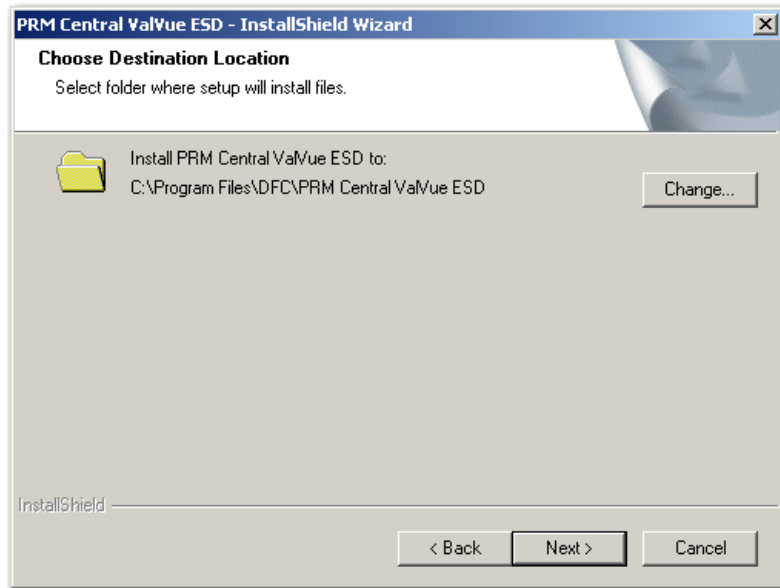 PRM Central ValVue ESD - InstallShield Wizard
Choose Destination Location
Select folder where setup will install files.
Install PRM Central ValVue ESD to:
C:\Program Files\DFC\PRM Central ValVue ESD
Change...
InstallShield
< Back
Next >
Cancel